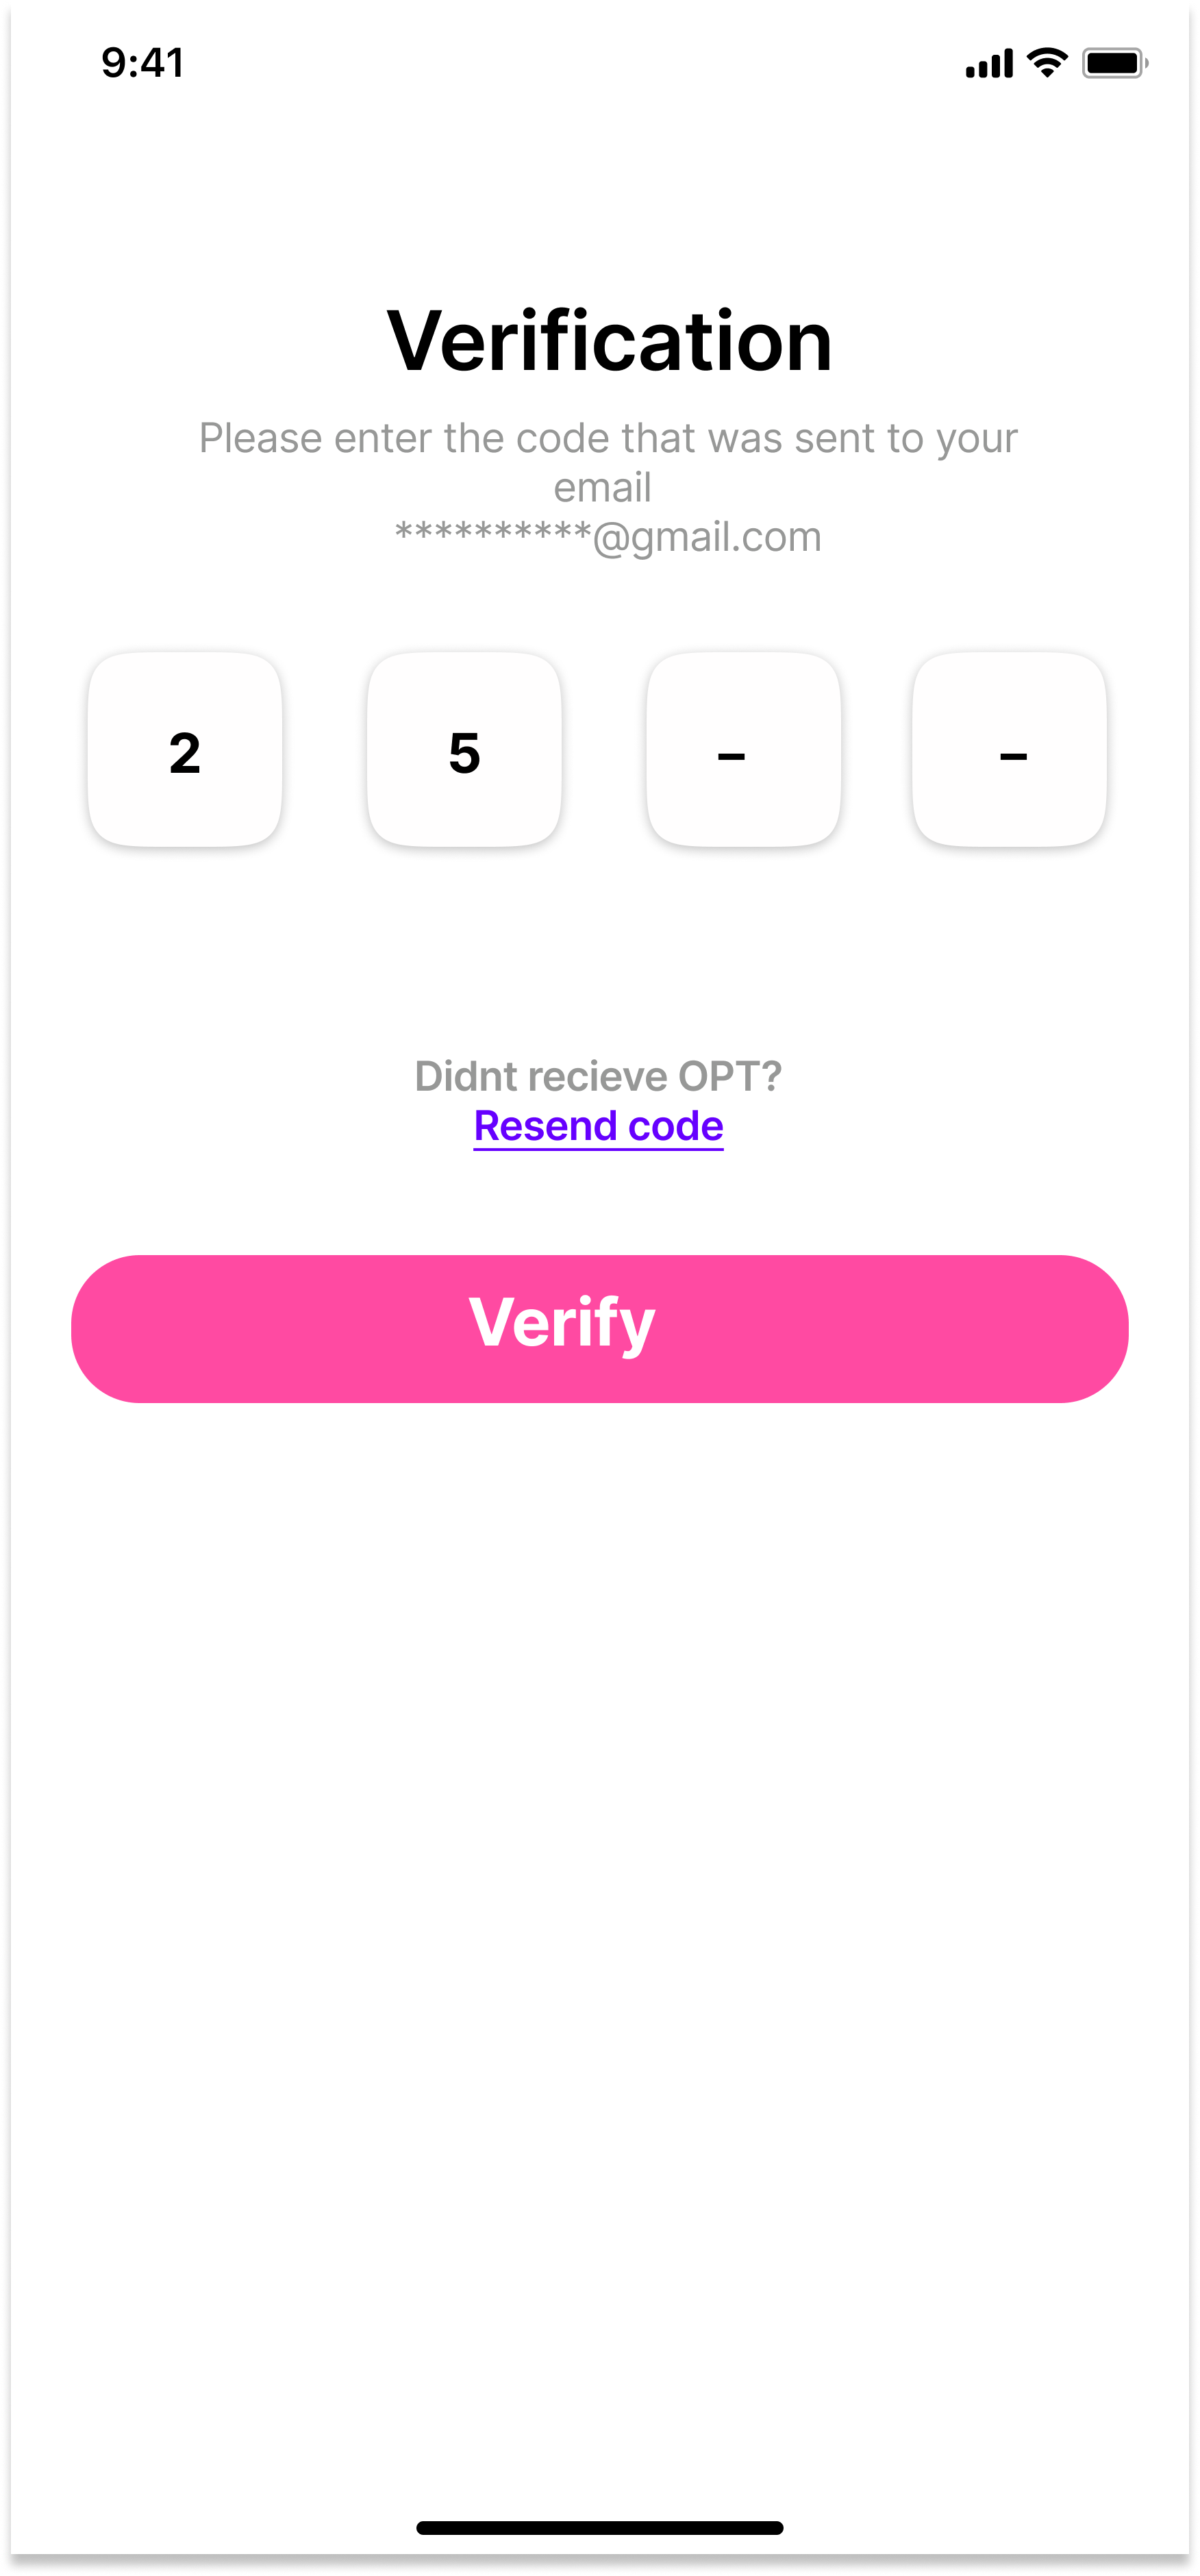 9:41
Verification
Please enter the code that was sent to your
email
**********@gmail.com
2 5 – –
Didnt recieve OPT?
Resend code
Verify